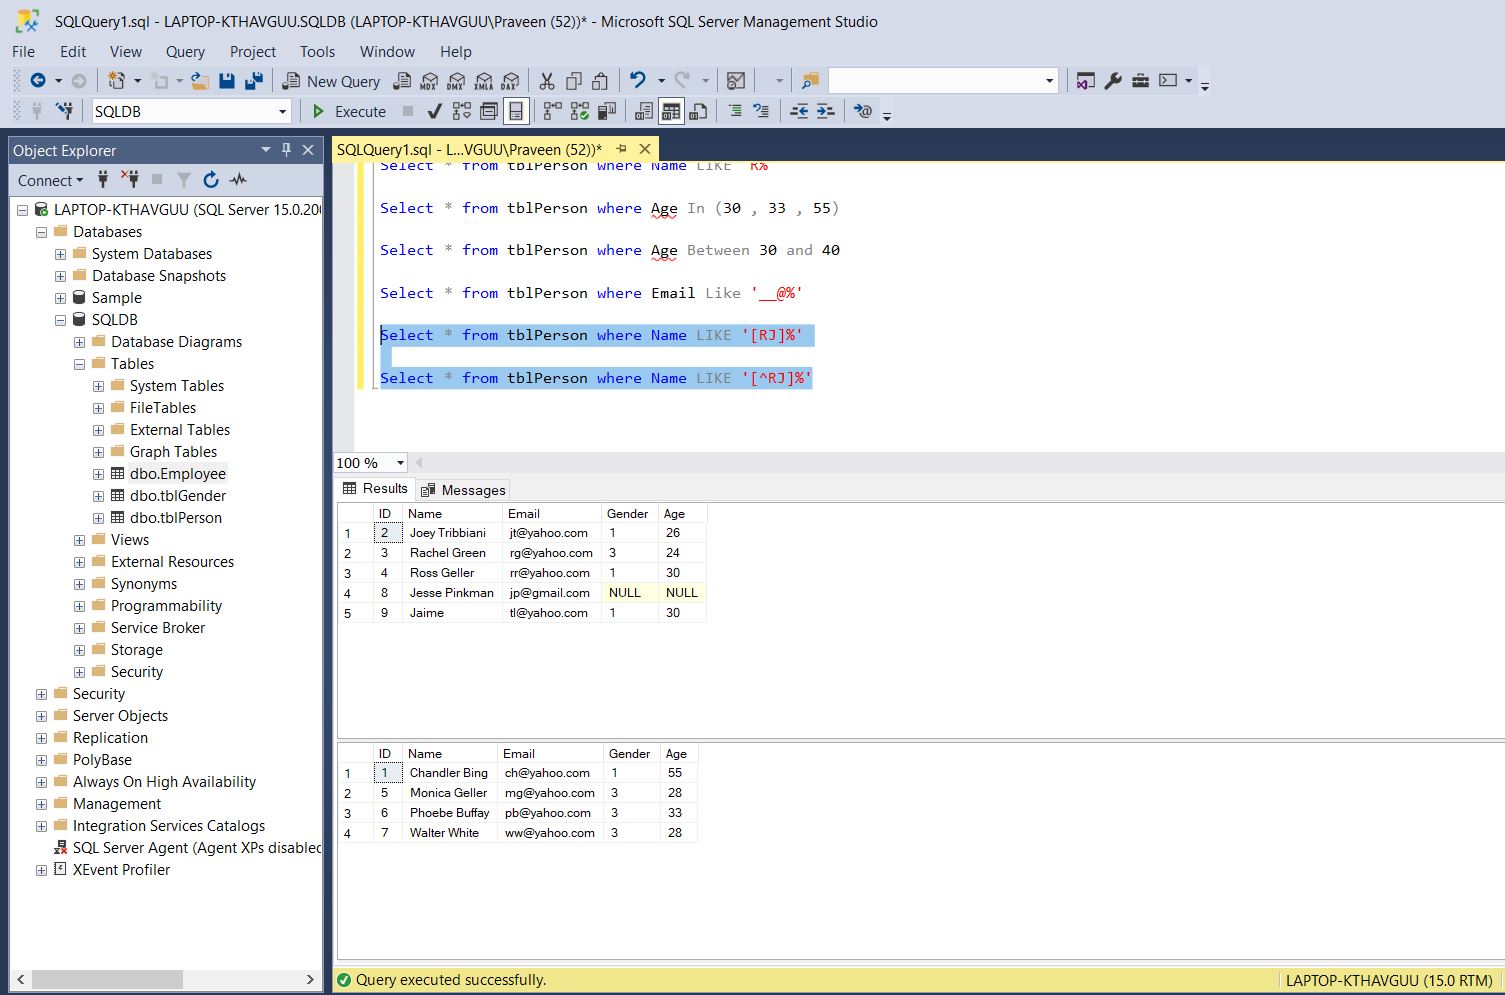 SQLQuery1.sql - LAPTOP-KTHAVGUU.SQLDB (LAPTOP-KTHAVGUU\Praveen (52))* - Microsoft SQL Server Management Studio
File Edit View Query Project Tools Window Help
New Query MDX DMX XMLA DAX
SQLDB Execute
Object Explorer
Connect
LAPTOP-KTHAVGUU (SQL Server 15.0.200
Databases
System Databases
Database Snapshots
Sample
SQLDB
Database Diagrams
Tables
System Tables
FileTables
External Tables
Graph Tables
dbo.Employee
dbo.tblGender
dbo.tblPerson
Views
External Resources
Synonyms
Programmability
Service Broker
Storage
Security
Security
Server Objects
Replication
PolyBase
Always On High Availability
Management
Integration Services Catalogs
SQL Server Agent (Agent XPs disabled
XEvent Profiler
SQLQuery1.sql - L...VGUU\Praveen (52))*
Select * from tblPerson where Name LIKE 'R%'
Select * from tblPerson where Age In (30 , 33 , 55)
Select * from tblPerson where Age Between 30 and 40
Select * from tblPerson where Email Like '__@%'
Select * from tblPerson where Name LIKE '[RJ]%'
Select * from tblPerson where Name LIKE '[^RJ]%'
100 %
Results Messages
ID Name Email Gender Age
1 2 Joey Tribbiani jt@yahoo.com 1 26
2 3 Rachel Green rg@yahoo.com 3 24
3 4 Ross Geller rr@yahoo.com 1 30
4 8 Jesse Pinkman jp@gmail.com NULL NULL
5 9 Jaime tl@yahoo.com 1 30
ID Name Email Gender Age
1 1 Chandler Bing ch@yahoo.com 1 55
2 5 Monica Geller mg@yahoo.com 3 28
3 6 Phoebe Buffay pb@yahoo.com 3 33
4 7 Walter White ww@yahoo.com 3 28
Query executed successfully.
LAPTOP-KTHAVGUU (15.0 RTM)